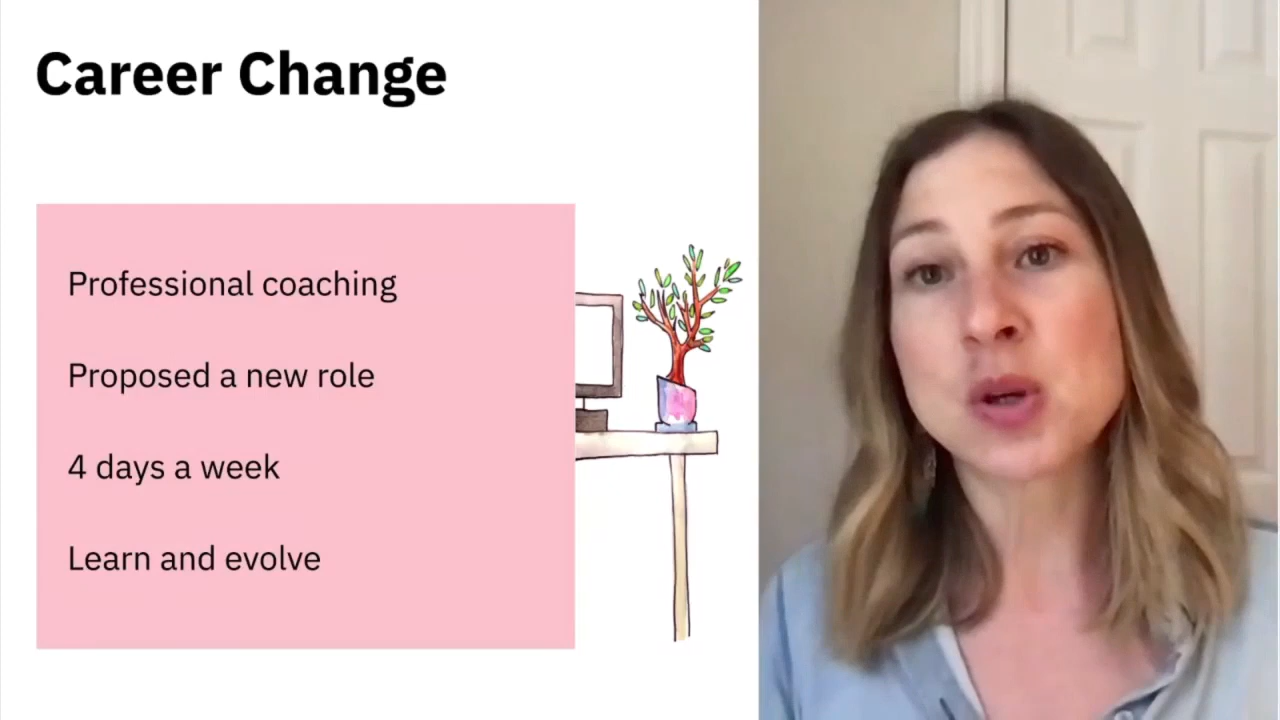 Career Change
Professional coaching
Proposed a new role
4 days a week
Learn and evolve